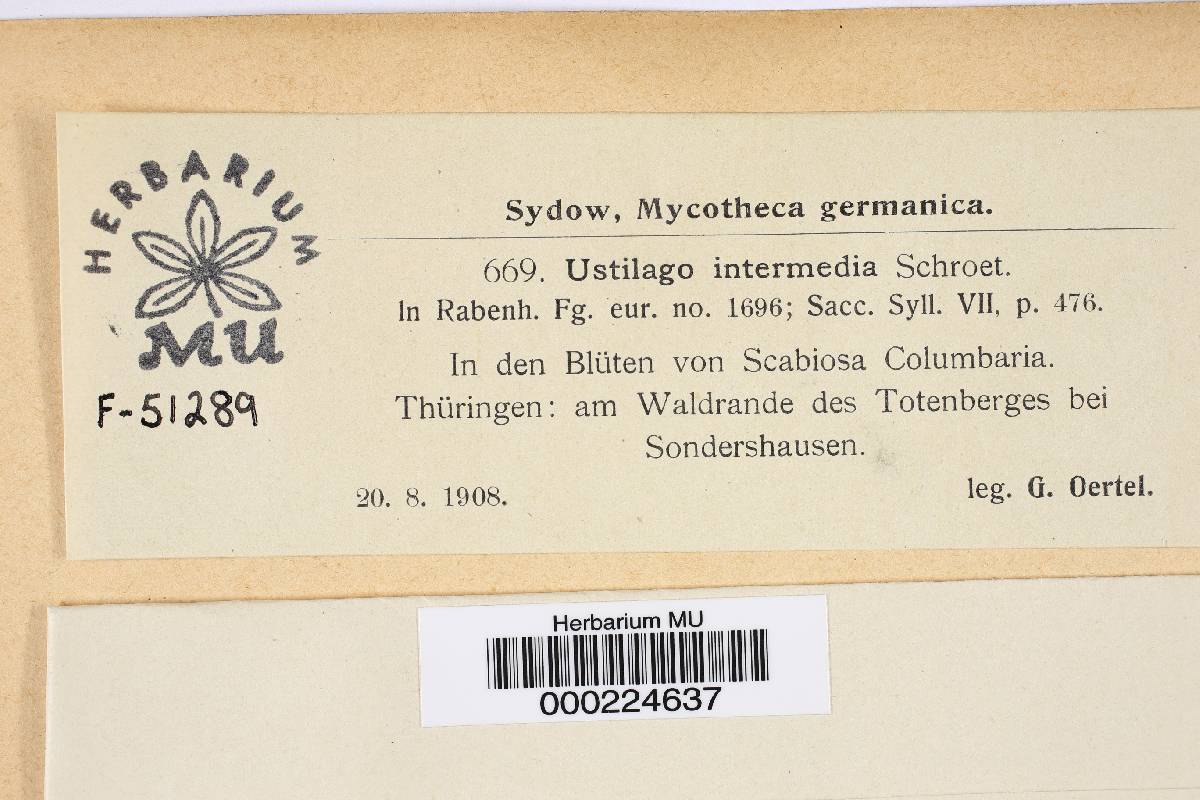 HERBARIUM
MU
F-51289
Sydow, Mycotheca germanica.
669. Ustilago intermedia Schroet.
In Rabenh. Fg. eur. no. 1696; Sacc. Syll. VII, p. 476.
In den Blüten von Scabiosa Columbaria.
Thüringen: am Waldrande des Totenberges bei
Sondershausen.
20. 8. 1908.
leg. G. Oertel.
Herbarium MU
000224637